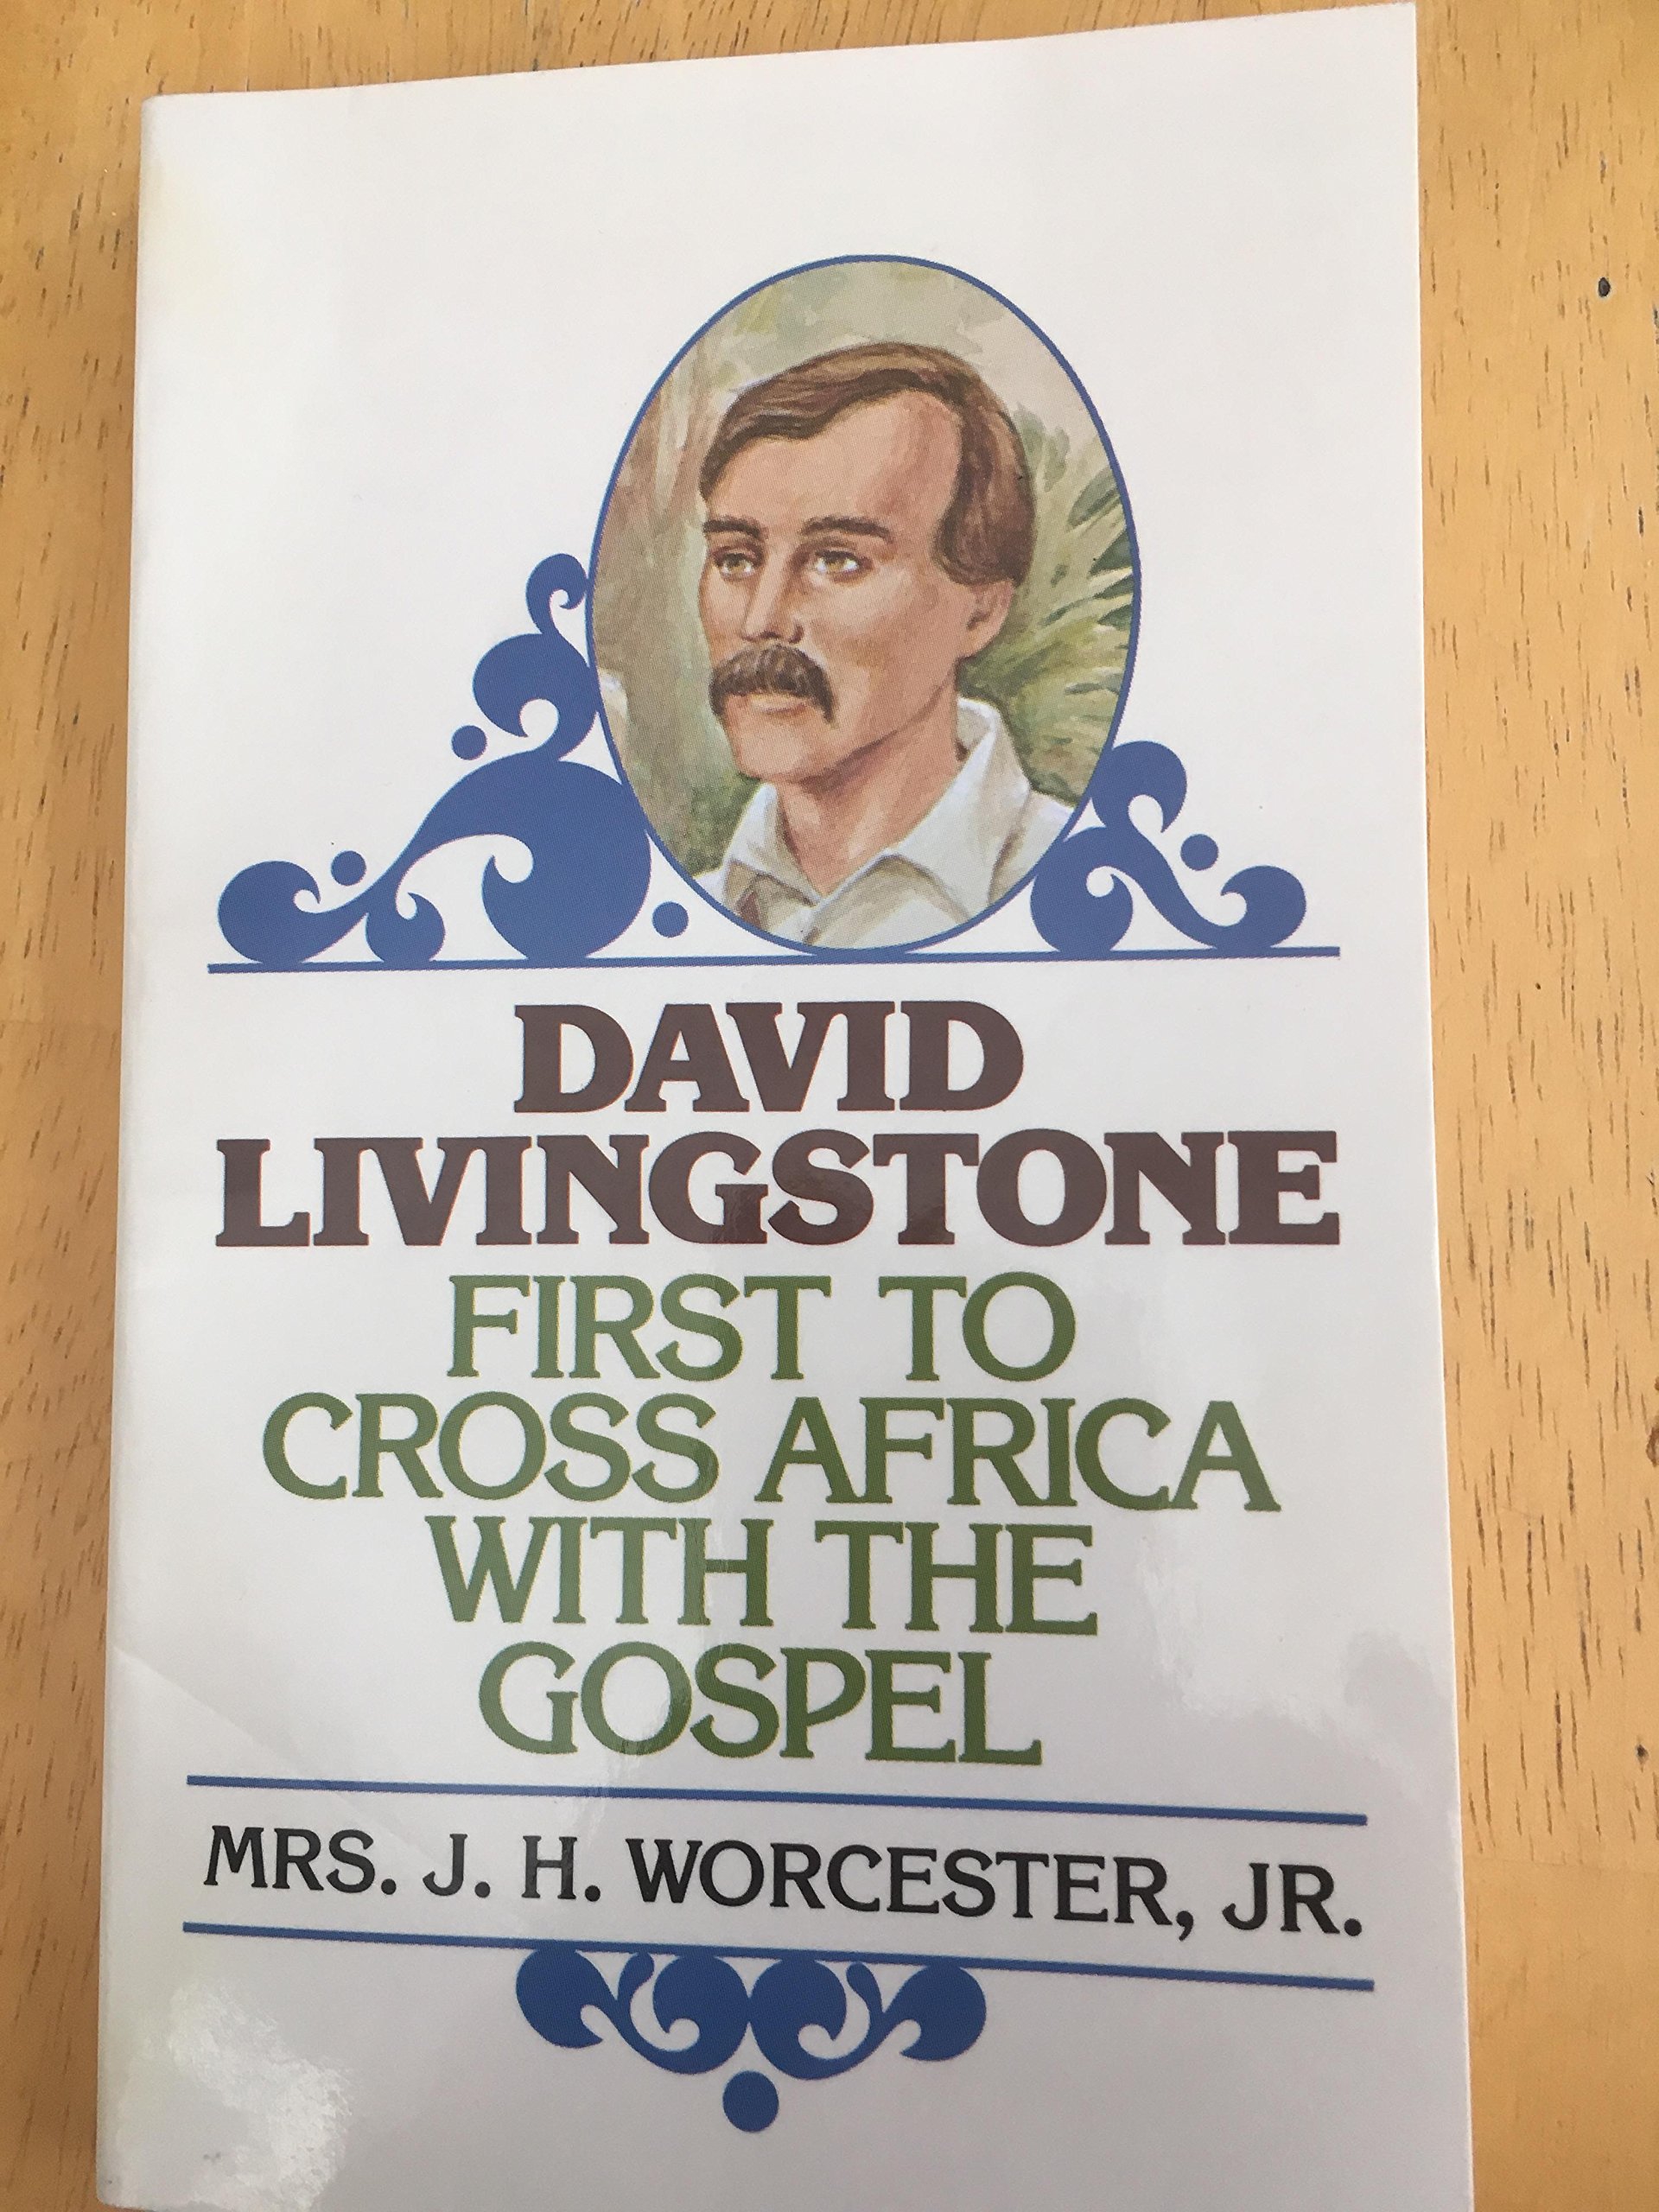 DAVID
LIVINGSTONE
FIRST TO
CROSS AFRICA
WITH THE
GOSPEL
MRS. J. H. WORCESTER, JR.